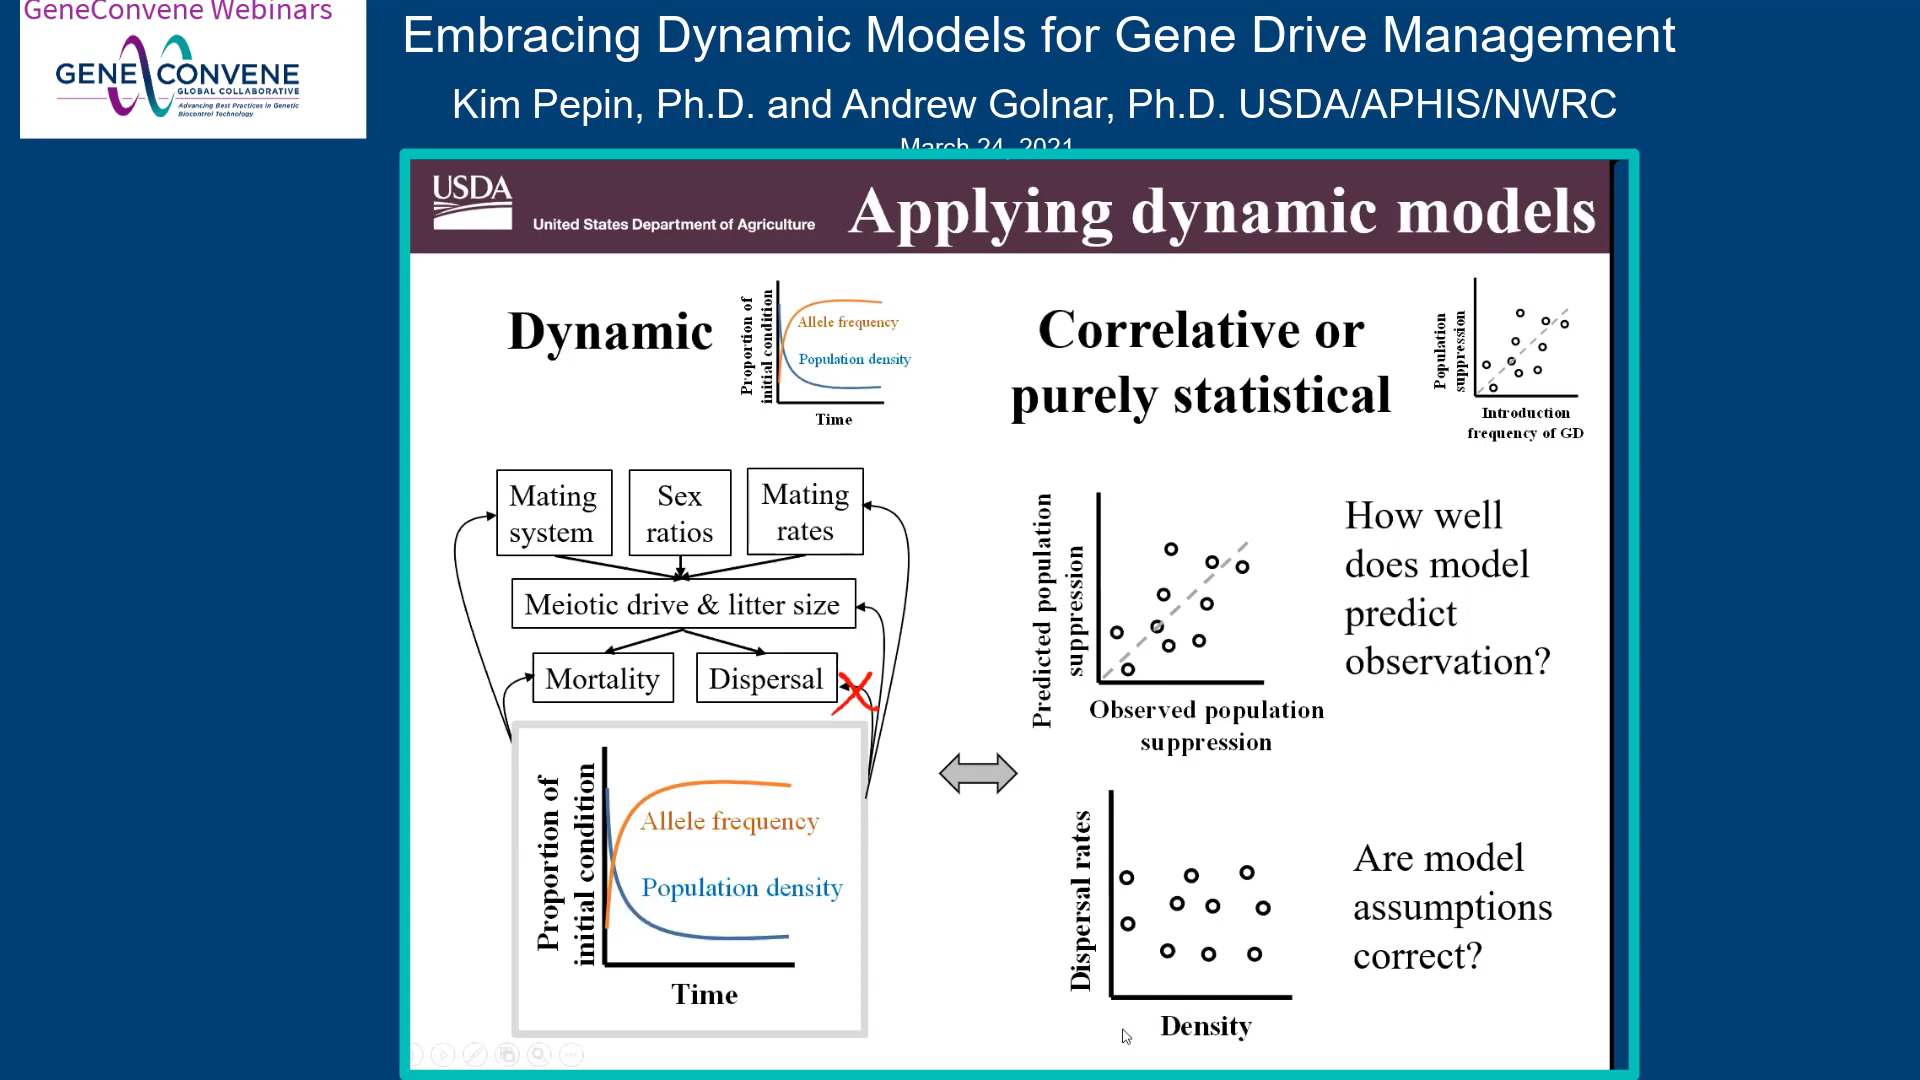 GeneConvene Webinars
GENE CONVENE
GLOBAL COLLABORATIVE
Advancing Best Practices in Genetic
Biocontrol Technology
Embracing Dynamic Models for Gene Drive Management
Kim Pepin, Ph.D. and Andrew Golnar, Ph.D. USDA/APHIS/NWRC
March 24, 2021
USDA
United States Department of Agriculture
Applying dynamic models
Dynamic
Proportion of
initial condition
Allele frequency
Population density
Time
Correlative or
purely statistical
Population
suppression
Introduction
frequency of GD
Mating
system
Sex
ratios
Mating
rates
Meiotic drive & litter size
Mortality
Dispersal
Proportion of
initial condition
Allele frequency
Population density
Time
Predicted population
suppression
Observed population
suppression
How well
does model
predict
observation?
Dispersal rates
Density
Are model
assumptions
correct?